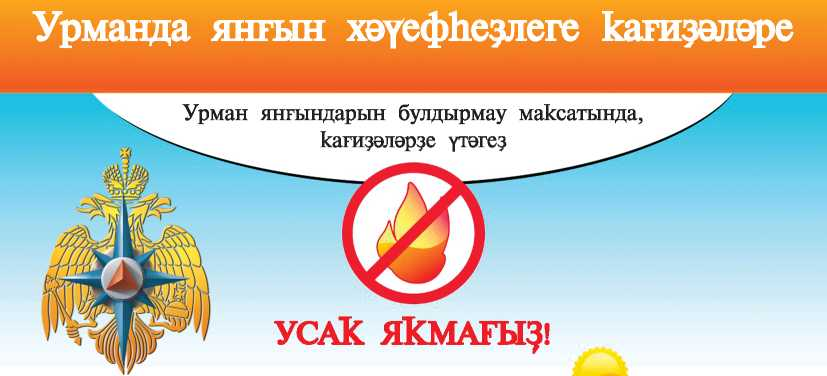 Урманда янғын хәүефһеҙлеге ҡағиҙәләре
Урман янғындарын булдырмау маҡсатында,
ҡағиҙәләрҙе үтәгеҙ
УСАҠ ЯҠМАҒЫҘ!